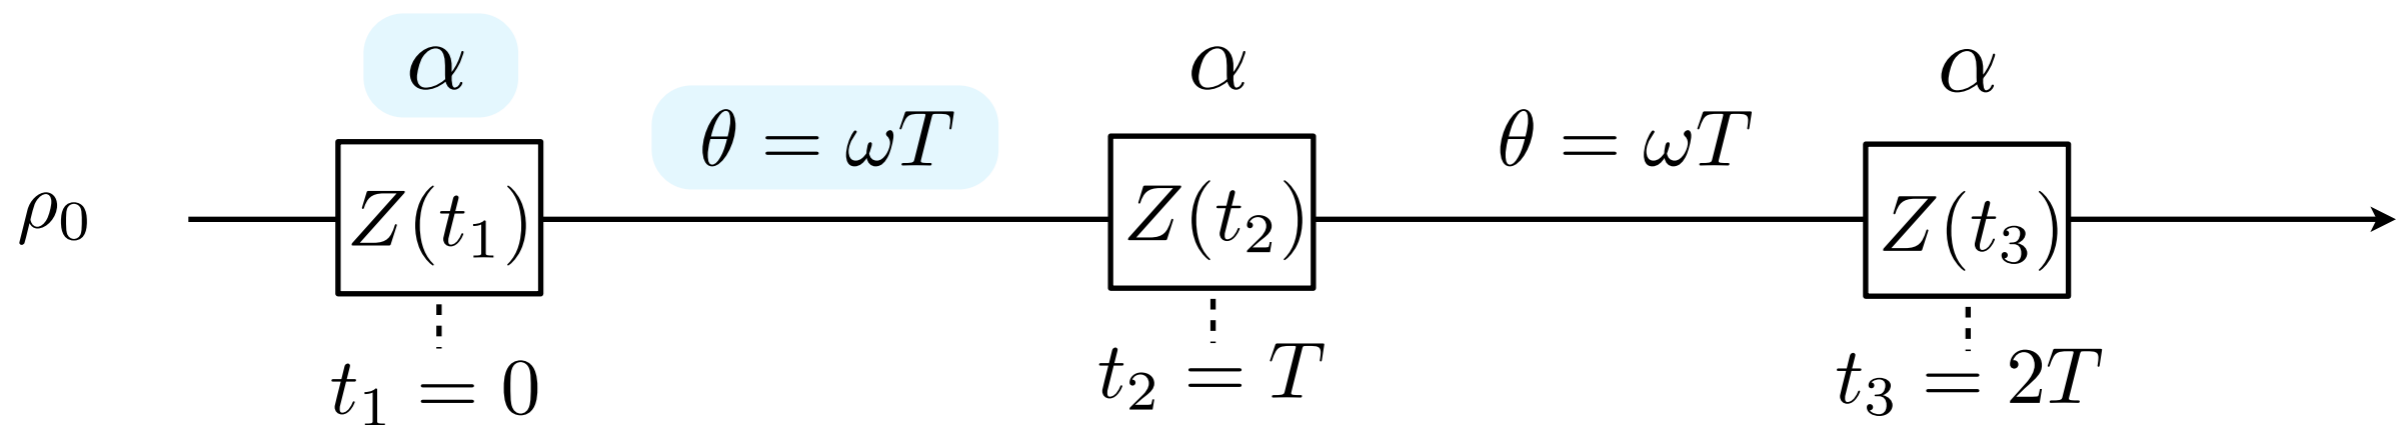 α α α
θ = ωT θ = ωT
ρ₀ Z(t₁) Z(t₂) Z(t₃)
t₁ = 0 t₂ = T t₃ = 2T